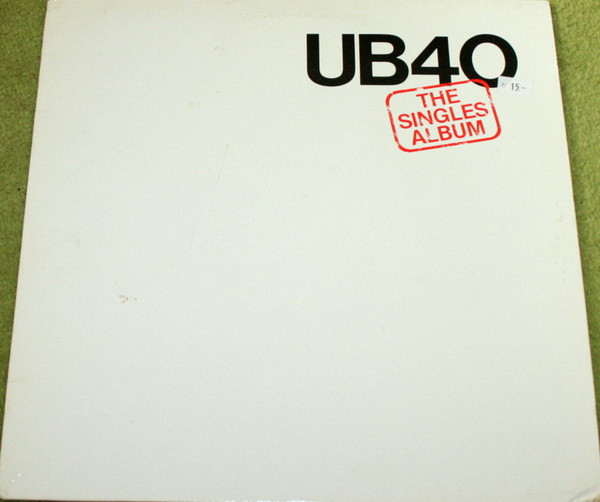 UB40
15.-
THE
SINGLES
ALBUM